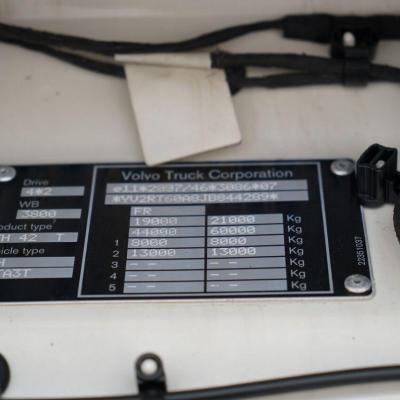 Volvo Truck Corporation
Drive
4*2
e11*2007/46*3086*07
*YV2RT60A8JB844289*
WB
3800
FR
19000 21000 Kg
44000 60000 Kg
1 8000 8000 Kg
2 13000 13000 Kg
3 -- -- Kg
4 -- -- Kg
5 -- -- Kg
oduct type
H 42 T
hicle type
H
A3T
22351037